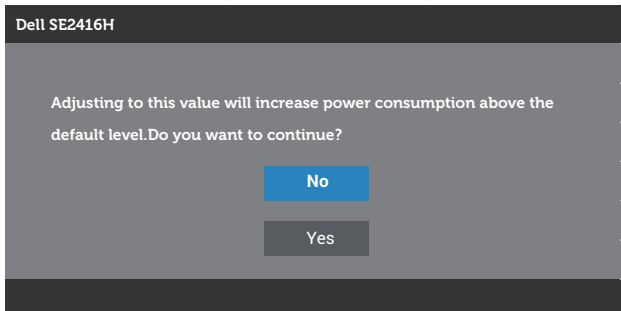 Dell SE2416H
Adjusting to this value will increase power consumption above the
default level.Do you want to continue?
No
Yes